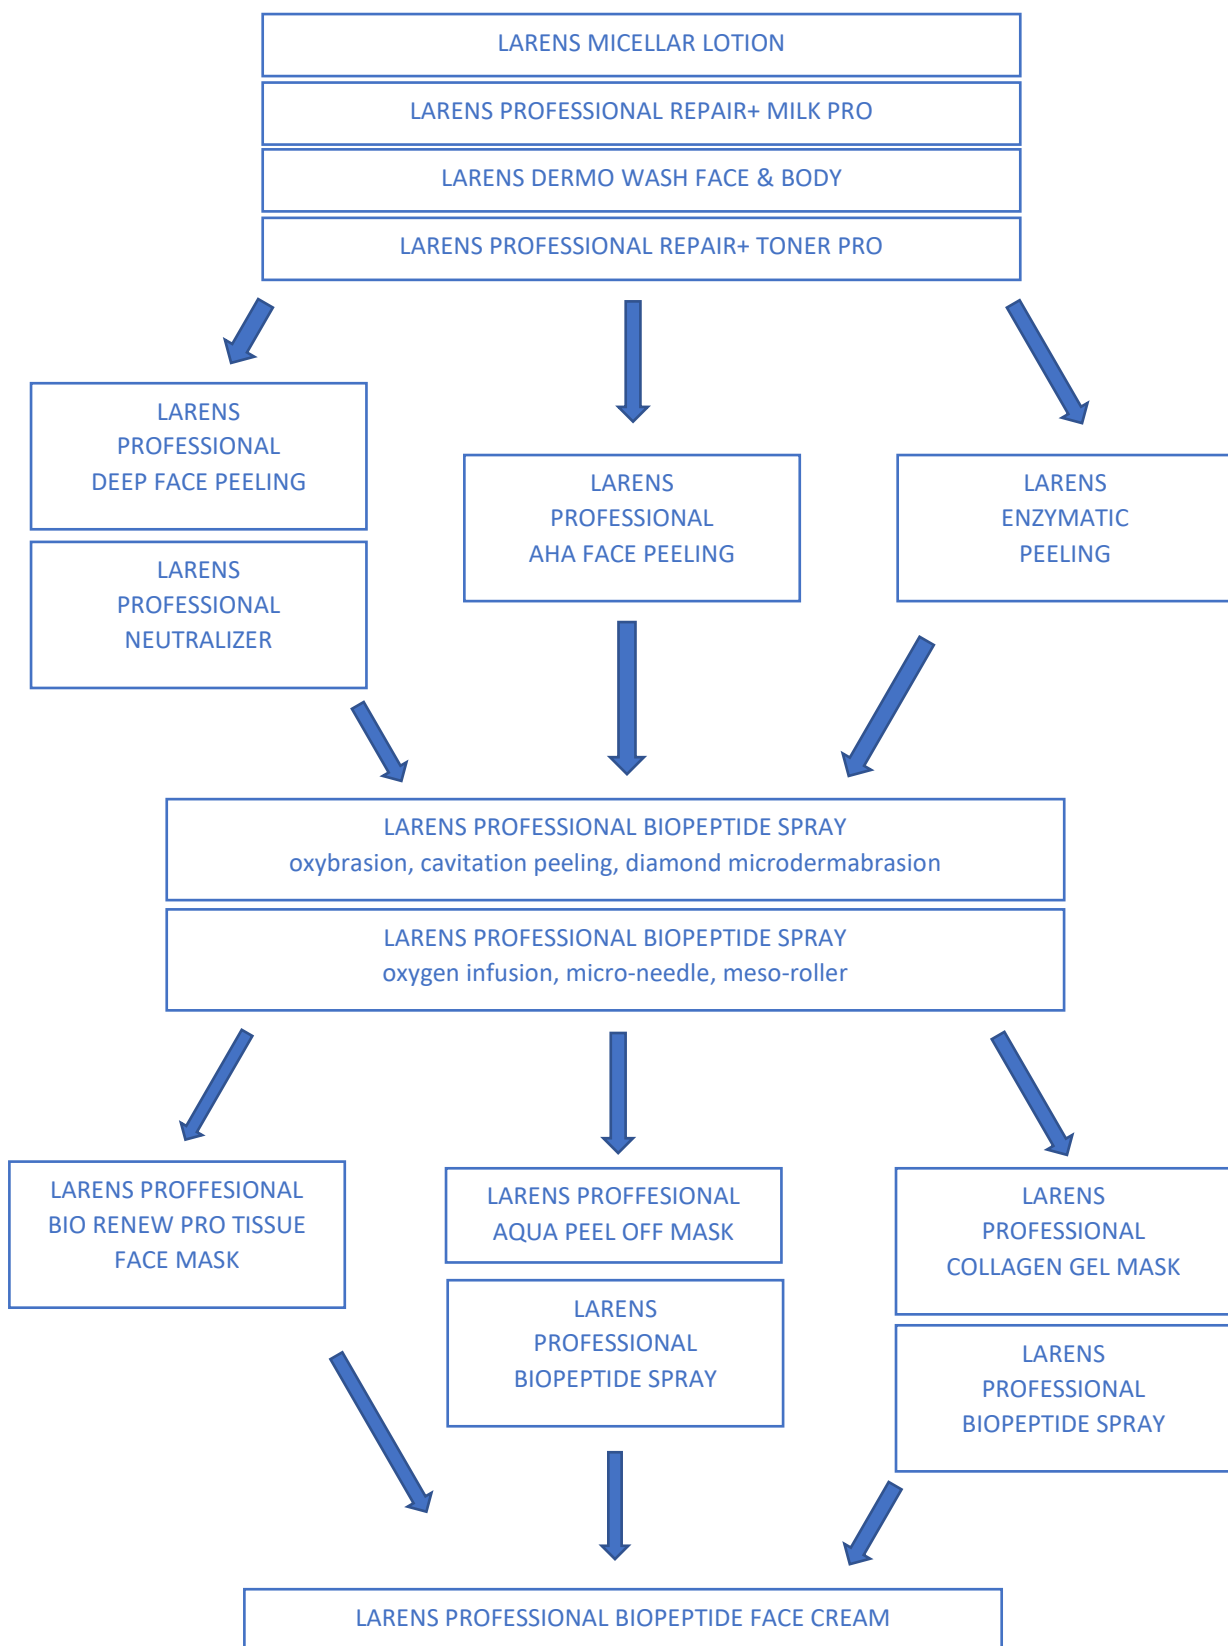 LARENS MICELLAR LOTION
LARENS PROFESSIONAL REPAIR+ MILK PRO
LARENS DERMO WASH FACE & BODY
LARENS PROFESSIONAL REPAIR+ TONER PRO
LARENS
PROFESSIONAL
DEEP FACE PEELING
LARENS
PROFESSIONAL
NEUTRALIZER
LARENS
PROFESSIONAL
AHA FACE PEELING
LARENS
ENZYMATIC
PEELING
LARENS PROFESSIONAL BIOPEPTIDE SPRAY
oxybrasion, cavitation peeling, diamond microdermabrasion
LARENS PROFESSIONAL BIOPEPTIDE SPRAY
oxygen infusion, micro-needle, meso-roller
LARENS PROFFESIONAL
BIO RENEW PRO TISSUE
FACE MASK
LARENS PROFFESIONAL
AQUA PEEL OFF MASK
LARENS
PROFESSIONAL
BIOPEPTIDE SPRAY
LARENS
PROFESSIONAL
COLLAGEN GEL MASK
LARENS
PROFESSIONAL
BIOPEPTIDE SPRAY
LARENS PROFESSIONAL BIOPEPTIDE FACE CREAM